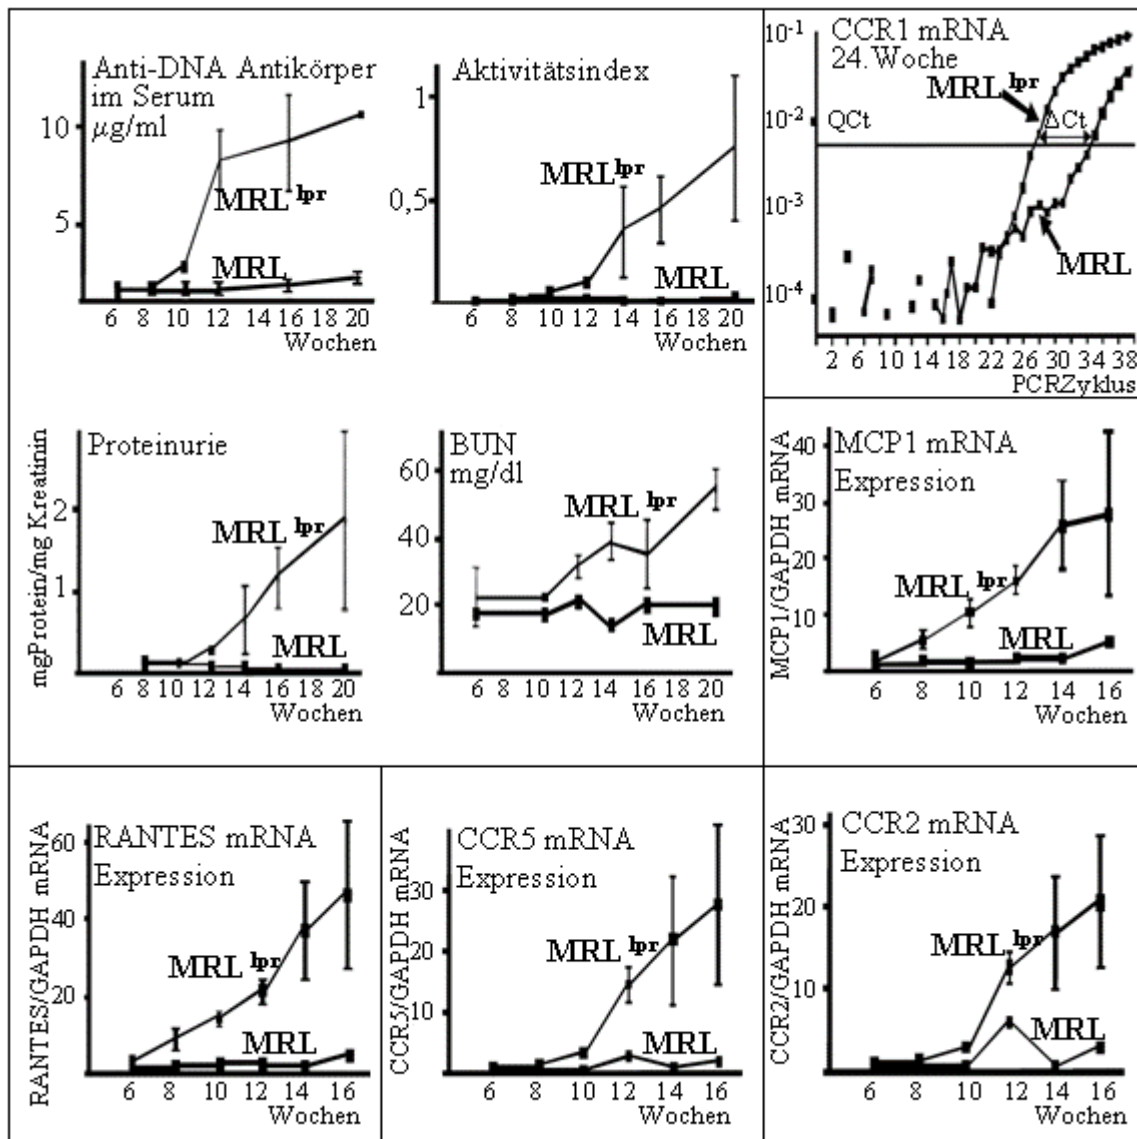 Anti-DNA Antikörper
im Serum
µg/ml
10
5
MRL lpr
MRL
6 8 10 12 14 16 18 20
Wochen
Aktivitätsindex
1
0,5
MRL lpr
MRL
6 8 10 12 14 16 18 20
Wochen
CCR1 mRNA
24. Woche
10-1
10-2
10-3
10-4
MRL lpr
QCt
ΔCt
MRL
2 6 10 14 18 22 26 30 34 38
PCRZyklus
Proteinurie
mgProtein/mg Kreatinin
2
1
MRL lpr
MRL
6 8 10 12 14 16 18 20
Wochen
BUN
mg/dl
60
40
20
MRL lpr
MRL
6 8 10 12 14 16 18 20
Wochen
MCP1 mRNA
Expression
MCP1/GAPDH mRNA
40
30
20
10
MRL lpr
MRL
6 8 10 12 14 16
Wochen
RANTES mRNA
Expression
RANTES/GAPDH mRNA
60
40
20
MRL lpr
MRL
6 8 10 12 14 16
Wochen
CCR5 mRNA
Expression
CCR5/GAPDH mRNA
30
20
10
MRL lpr
MRL
6 8 10 12 14 16
Wochen
CCR2 mRNA
Expression
CCR2/GAPDH mRNA
30
20
10
MRL lpr
MRL
6 8 10 12 14 16
Wochen